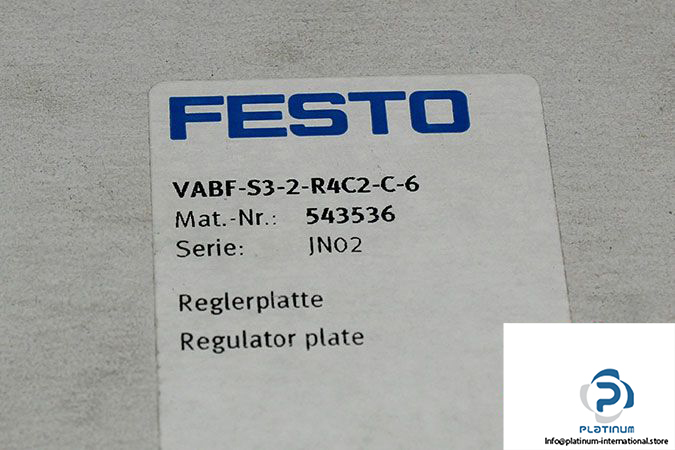 FESTO
VABF-S3-2-R4C2-C-6
Mat.-Nr.: 543536
Serie: JN02
Reglerplatte
Regulator plate
PLATINUM
Info@platinum-international.store